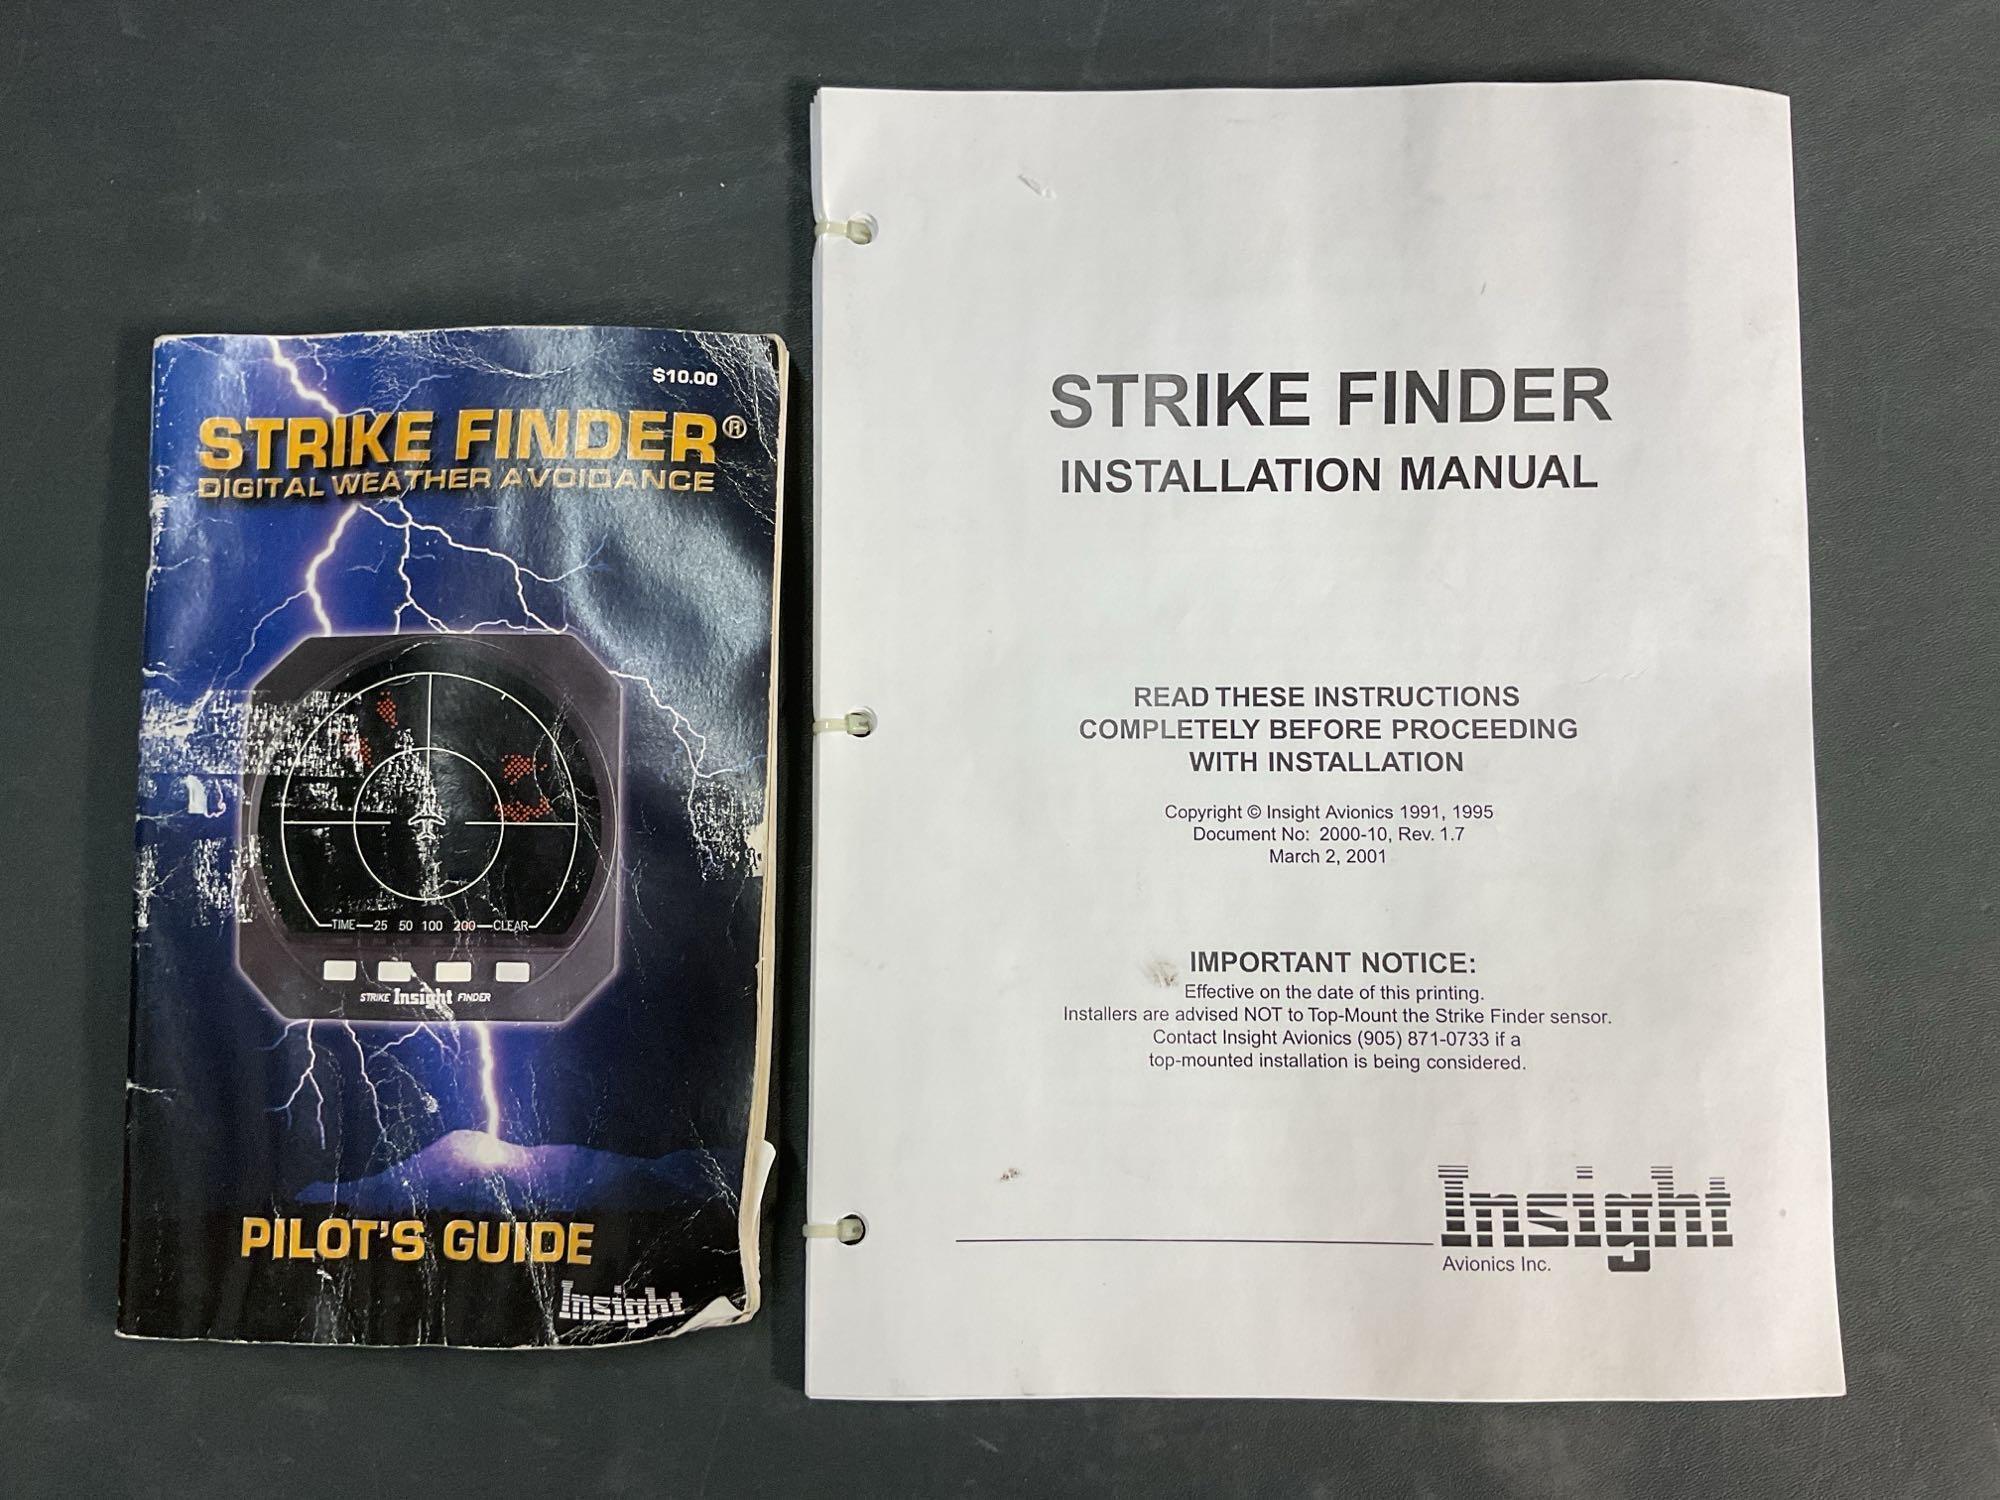 $10.00
STRIKE FINDER®
DIGITAL WEATHER AVOIDANCE
TIME 25 50 100 200 CLEAR
STRIKE Insight FINDER
PILOT'S GUIDE
Insight
STRIKE FINDER
INSTALLATION MANUAL
READ THESE INSTRUCTIONS
COMPLETELY BEFORE PROCEEDING
WITH INSTALLATION
Copyright © Insight Avionics 1991, 1995
Document No: 2000-10, Rev. 1.7
March 2, 2001
IMPORTANT NOTICE:
Effective on the date of this printing.
Installers are advised NOT to Top-Mount the Strike Finder sensor.
Contact Insight Avionics (905) 871-0733 if a
top-mounted installation is being considered.
Insight
Avionics Inc.